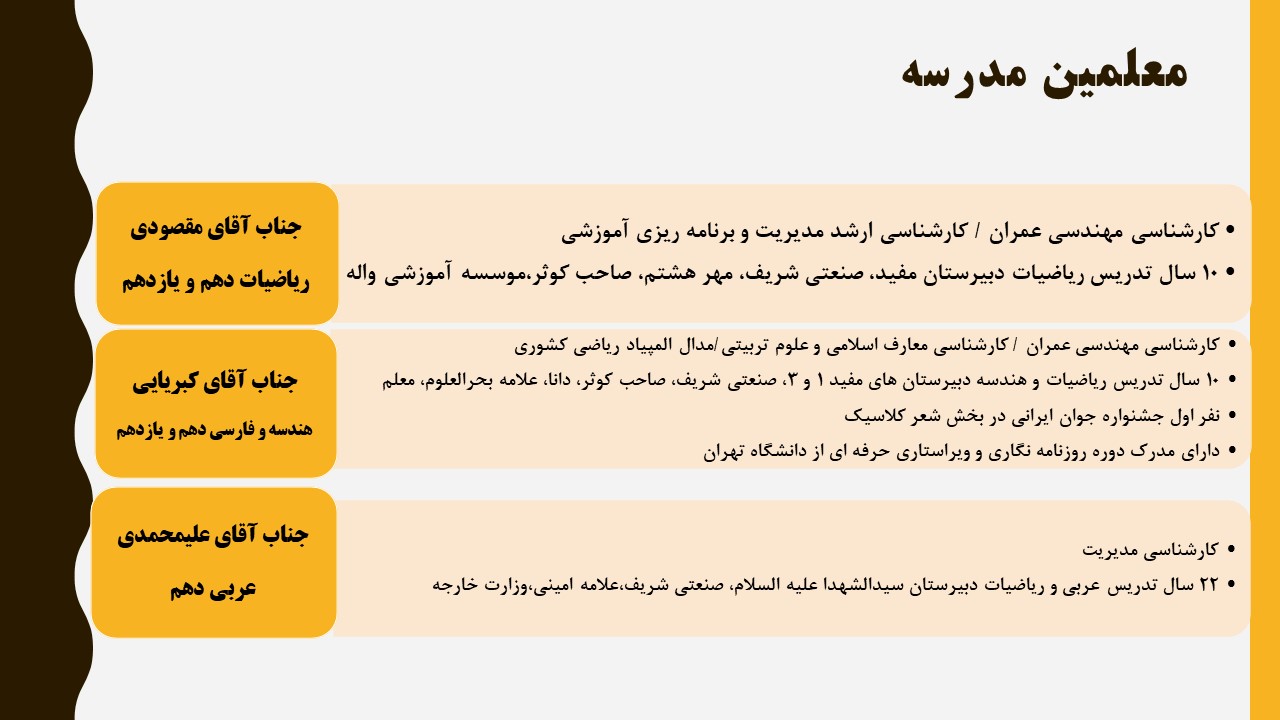 معلمین مدرسه
• کارشناسی مهندسی عمران / کارشناسی ارشد مدیریت و برنامه ریزی آموزشی
• ۱۰ سال تدریس ریاضیات دبیرستان مفید، صنعتی شریف، مهر هشتم، صاحب کوثر،موسسه آموزشی واله
جناب آقای مقصودی
ریاضیات دهم و یازدهم
• کارشناسی مهندسی عمران / کارشناسی معارف اسلامی و علوم تربیتی/مدال المپیاد ریاضی کشوری
• ۱۰ سال تدریس ریاضیات و هندسه دبیرستان های مفید ۱ و ۳، صنعتی شریف، صاحب کوثر، دانا، علامه بحرالعلوم، معلم
• نفر اول جشنواره جوان ایرانی در بخش شعر کلاسیک
• دارای مدرک دوره روزنامه نگاری و ویراستاری حرفه ای از دانشگاه تهران
جناب آقای کبریایی
هندسه و فارسی دهم و یازدهم
• کارشناسی مدیریت
• ۲۲ سال تدریس عربی و ریاضیات دبیرستان سیدالشهدا علیه السلام، صنعتی شریف،علامه امینی،وزارت خارجه
جناب آقای علیمحمدی
عربی دهم